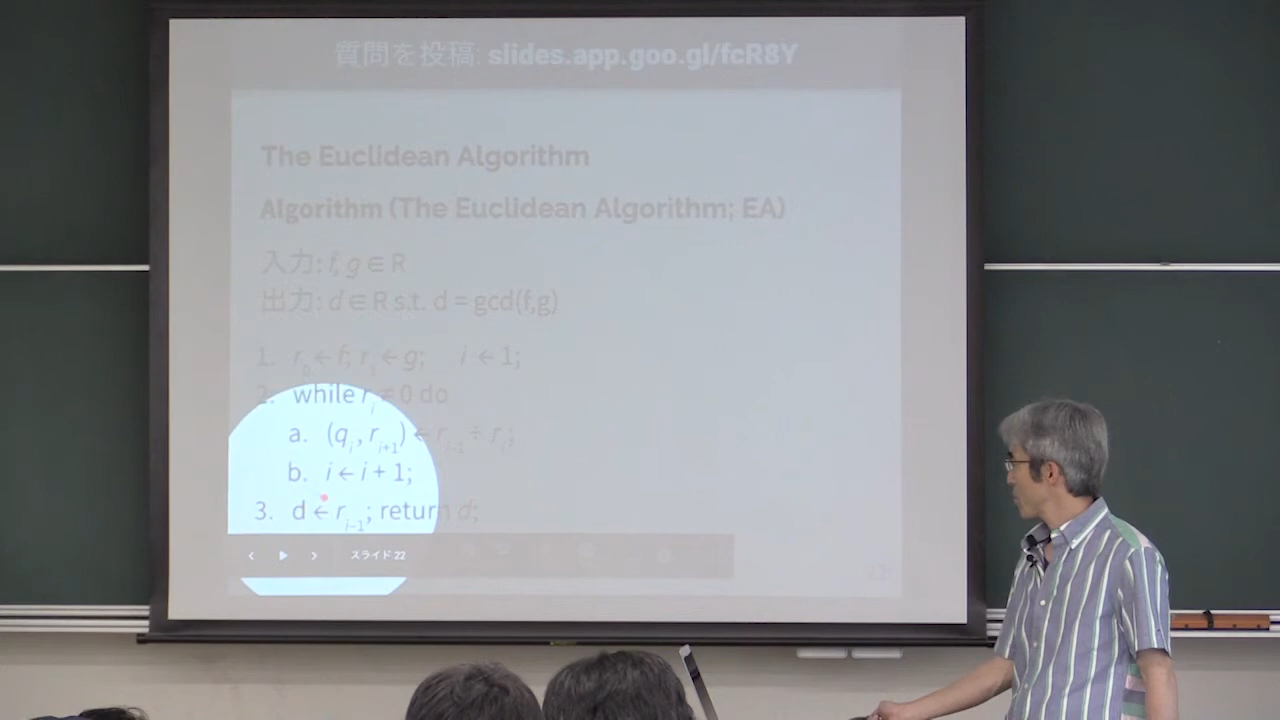 質問を投稿: slides.app.goo.gl/fcR8Y
The Euclidean Algorithm
Algorithm (The Euclidean Algorithm; EA)
入力: f, g ∈ R
出力: d ∈ R s.t. d = gcd(f,g)
1. r₀ ← f; r₁ ← g; i ← 1;
2. while rᵢ ≠ 0 do
a. (qᵢ, rᵢ₊₁) ← rᵢ₋₁ ÷ rᵢ;
b. i ← i + 1;
3. d ← rᵢ₋₁; return d;
スライド 22